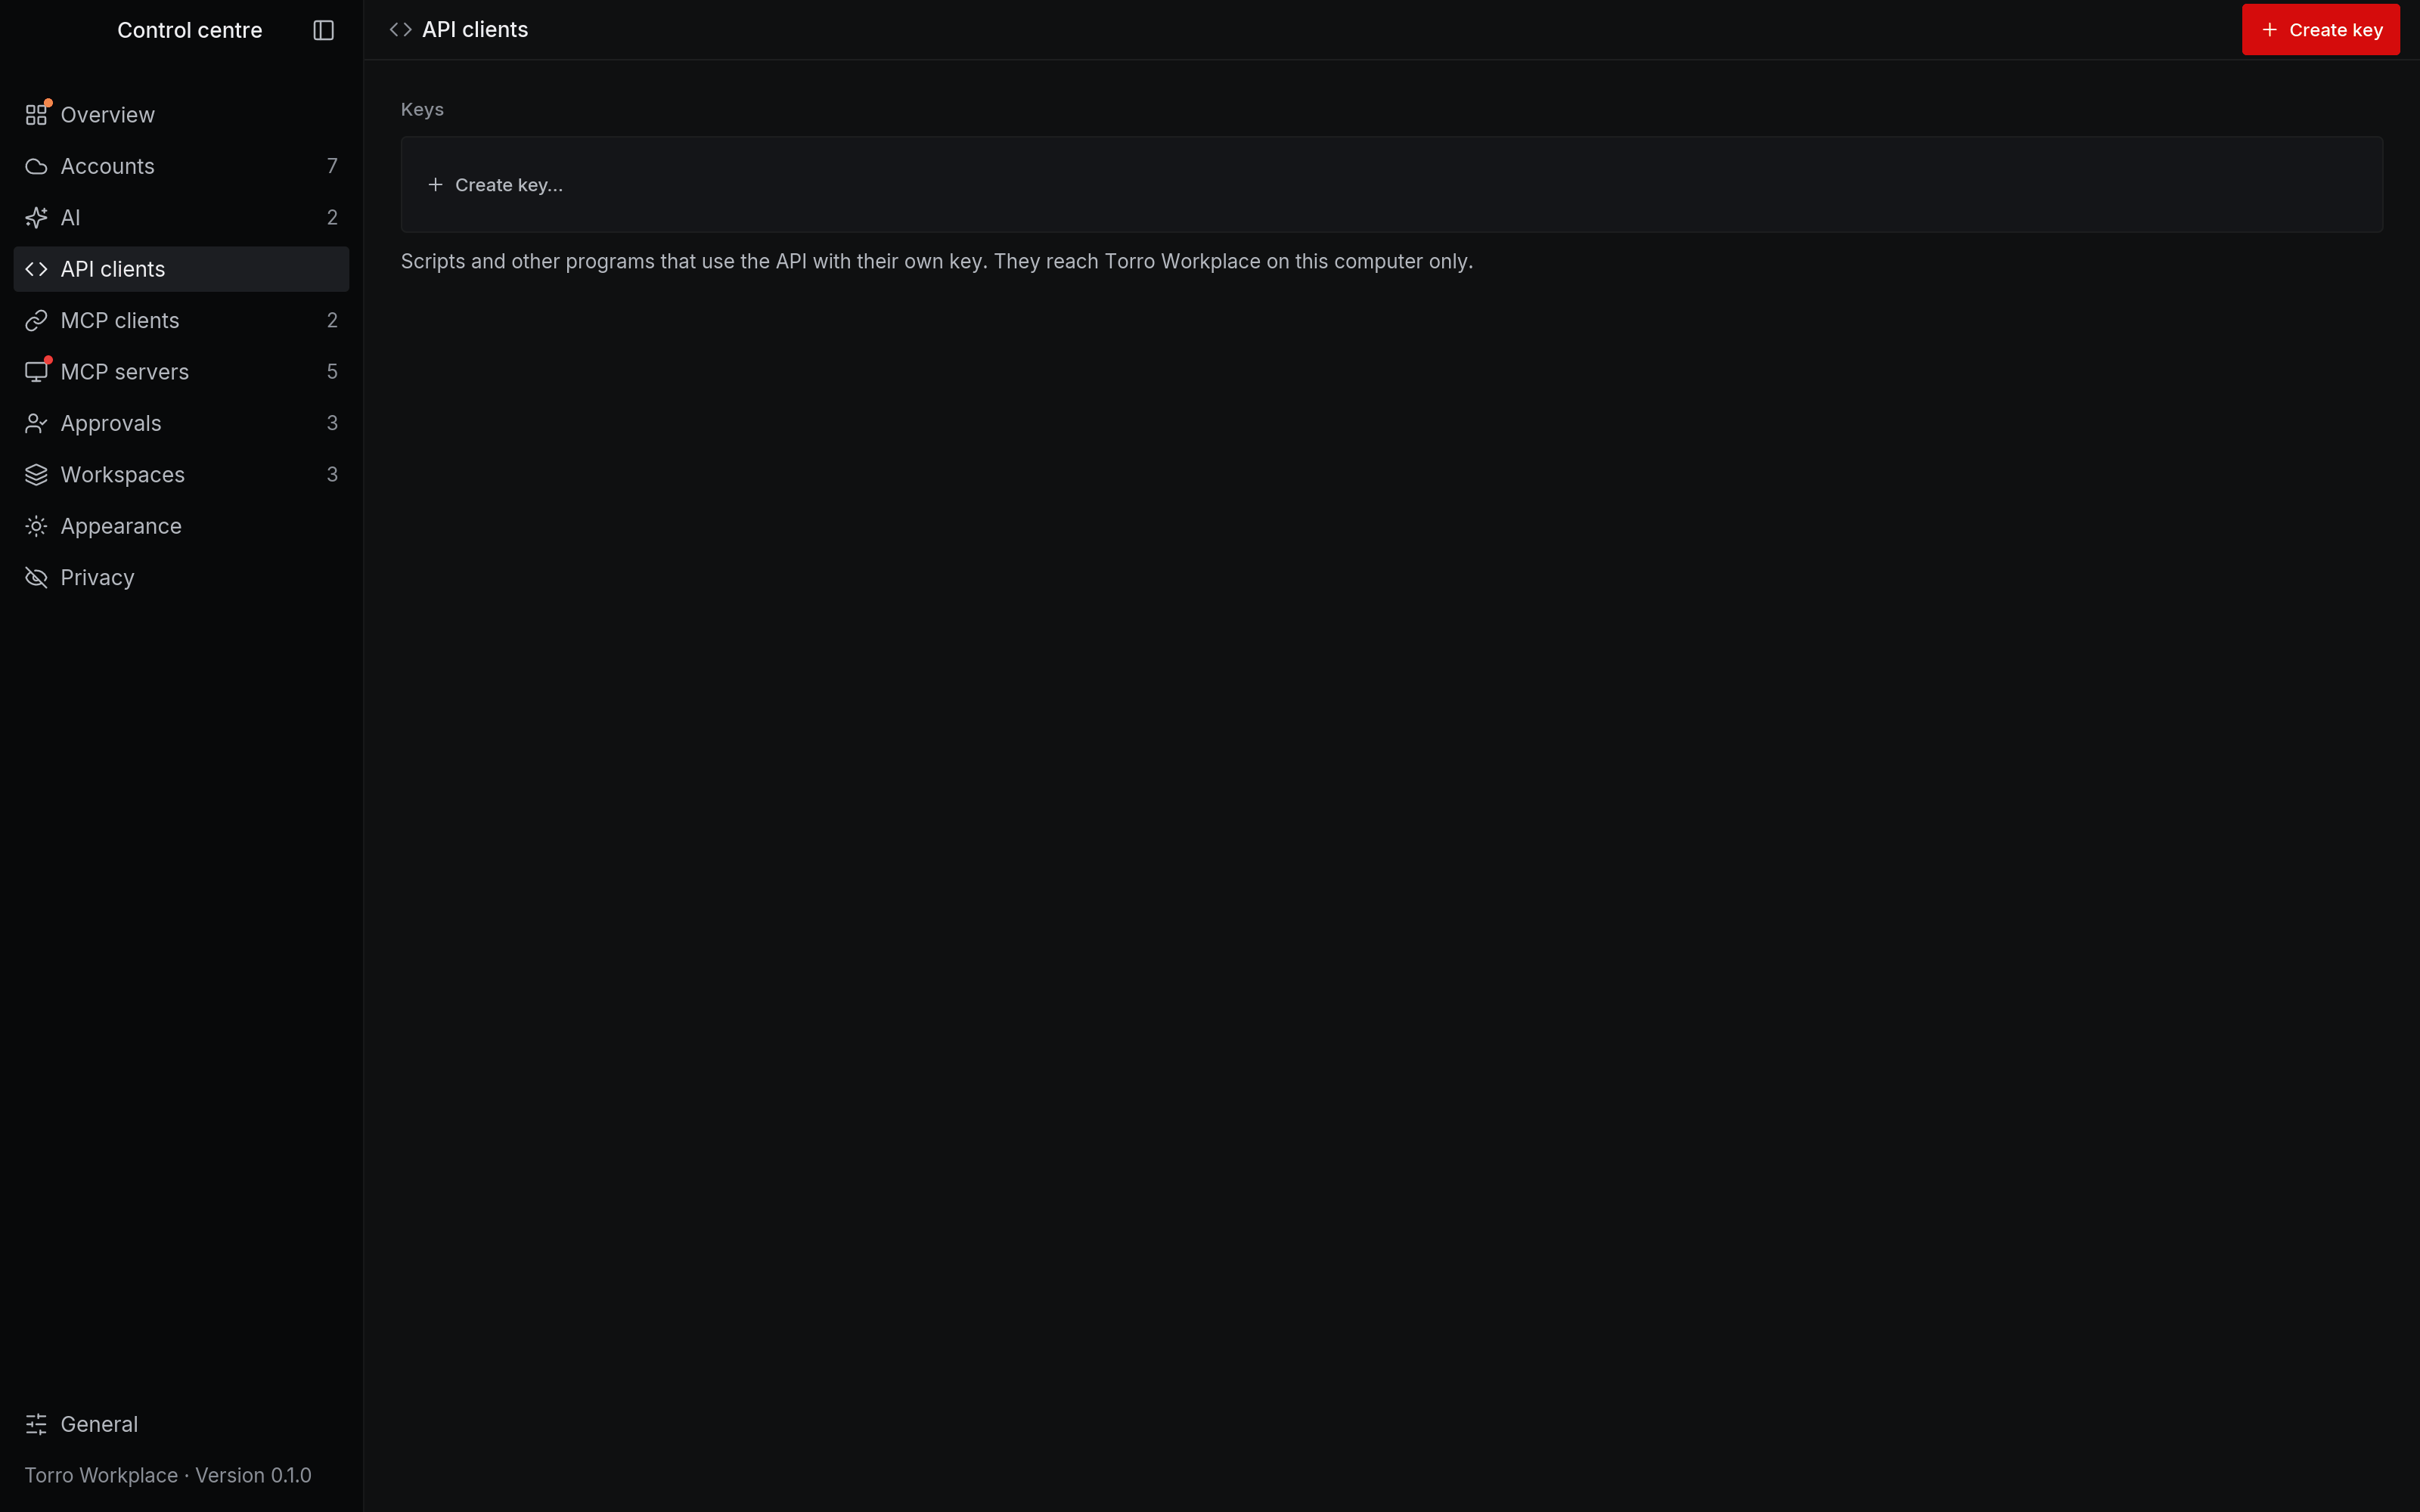 Control centre
Overview
Accounts 7
AI 2
API clients
MCP clients 2
MCP servers 5
Approvals 3
Workspaces 3
Appearance
Privacy
General
Torro Workplace · Version 0.1.0
API clients
Create key
Keys
Create key...
Scripts and other programs that use the API with their own key. They reach Torro Workplace on this computer only.